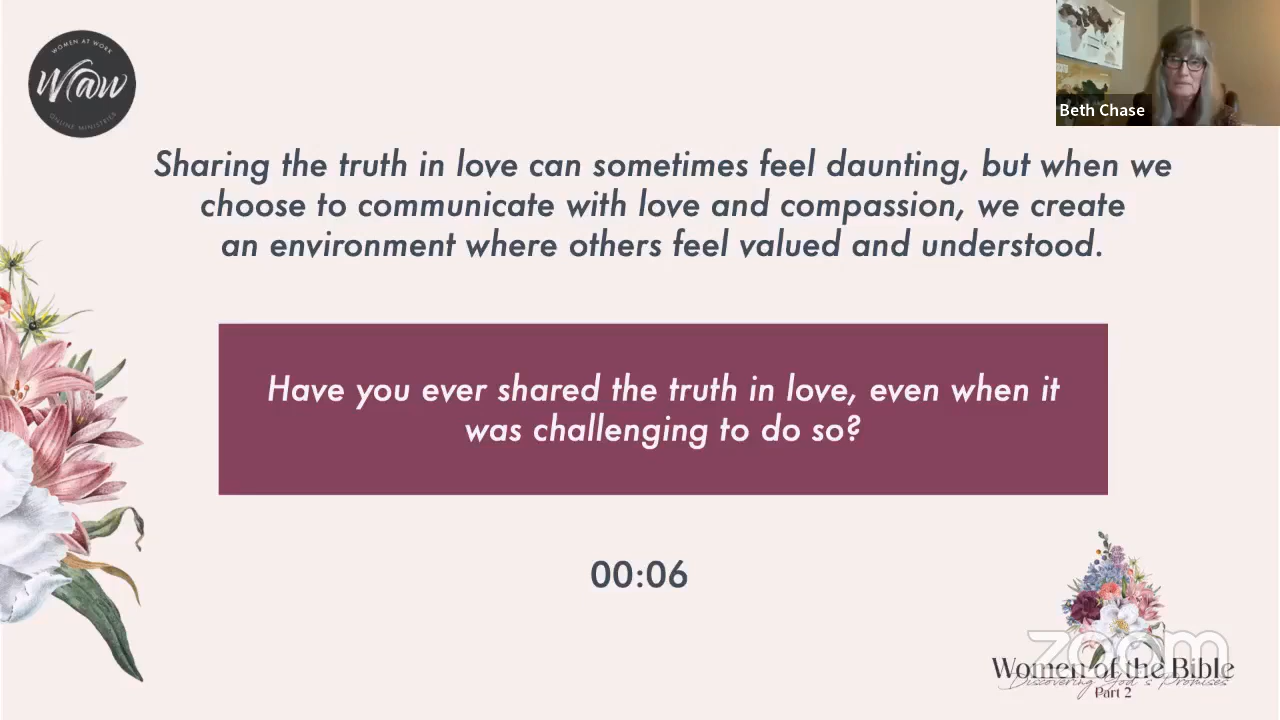 WOMEN AT WORK
W@W
ONLINE MINISTRIES
Beth Chase
Sharing the truth in love can sometimes feel daunting, but when we
choose to communicate with love and compassion, we create
an environment where others feel valued and understood.
Have you ever shared the truth in love, even when it
was challenging to do so?
00:06
zoom
Women of the Bible
Discovering God's Promises
Part 2